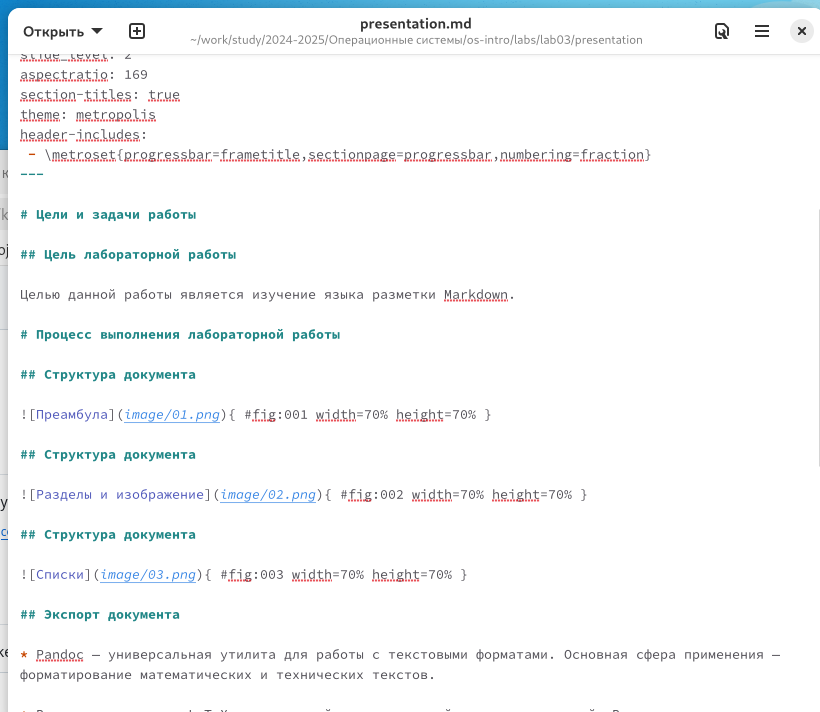 Открыть
presentation.md
~/work/study/2024-2025/Операционные системы/os-intro/labs/lab03/presentation
slide_level: 2
aspectratio: 169
section-titles: true
theme: metropolis
header-includes:
- \metroset{progressbar=frametitle,sectionpage=progressbar,numbering=fraction}
---
# Цели и задачи работы
## Цель лабораторной работы
Целью данной работы является изучение языка разметки Markdown.
# Процесс выполнения лабораторной работы
## Структура документа
![Преамбула](image/01.png){ #fig:001 width=70% height=70% }
## Структура документа
![Разделы и изображение](image/02.png){ #fig:002 width=70% height=70% }
## Структура документа
![Списки](image/03.png){ #fig:003 width=70% height=70% }
## Экспорт документа
* Pandoc — универсальная утилита для работы с текстовыми форматами. Основная сфера применения —
форматирование математических и технических текстов.